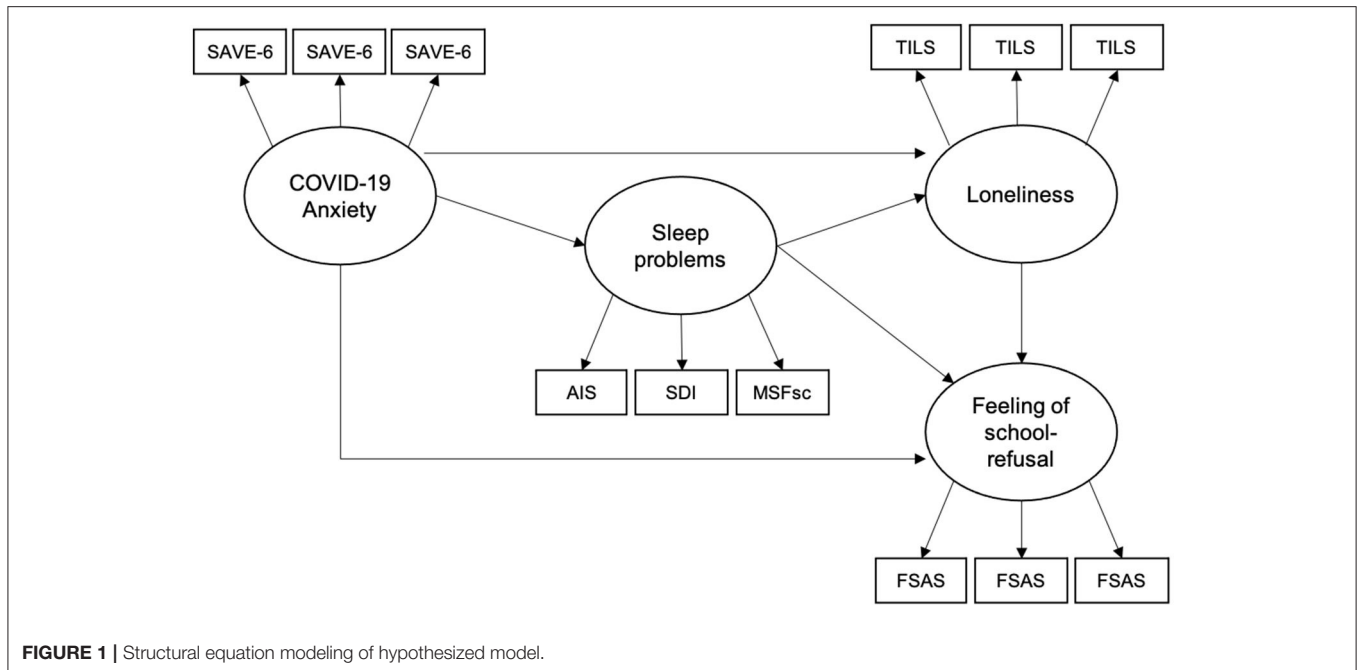 SAVE-6 SAVE-6 SAVE-6
TILS TILS TILS
COVID-19
Anxiety
Loneliness
Sleep
problems
AIS SDI MSFsc
Feeling of
school-
refusal
FSAS FSAS FSAS
FIGURE 1 | Structural equation modeling of hypothesized model.